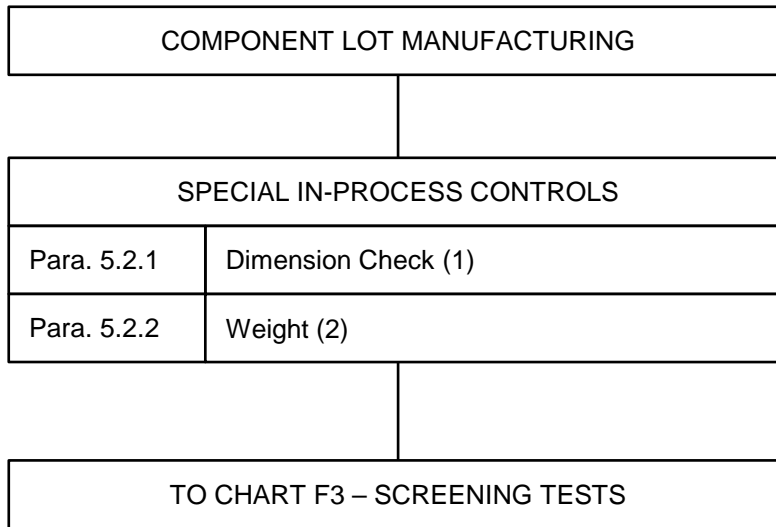 COMPONENT LOT MANUFACTURING
SPECIAL IN-PROCESS CONTROLS
Para. 5.2.1 Dimension Check (1)
Para. 5.2.2 Weight (2)
TO CHART F3 – SCREENING TESTS